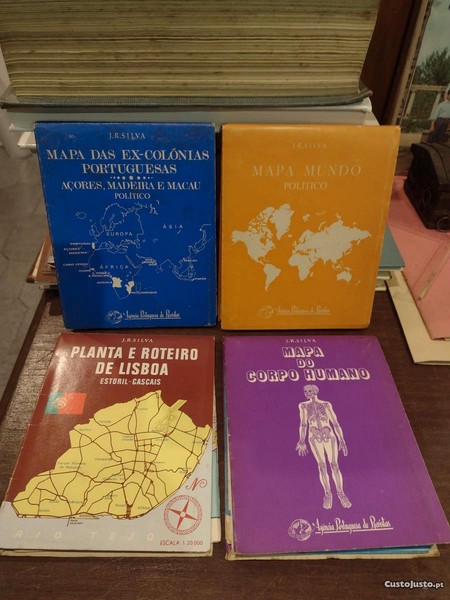 J.R.SILVA
MAPA DAS EX-COLÓNIAS
PORTUGUESAS
AÇORES, MADEIRA E MACAU
POLÍTICO
EUROPA
ÁSIA
ÁFRICA
Agência Portuguesa de Revistas
J.R.SILVA
MAPA MUNDO
POLÍTICO
Agência Portuguesa de Revistas
J.R.SILVA
PLANTA E ROTEIRO
DE LISBOA
ESTORIL-CASCAIS
N
RIO TEJO
ESCALA 1:20 000
J.R.SILVA
MAPA
DO
CORPO HUMANO
Agência Portuguesa de Revistas
CustoJusto.pt